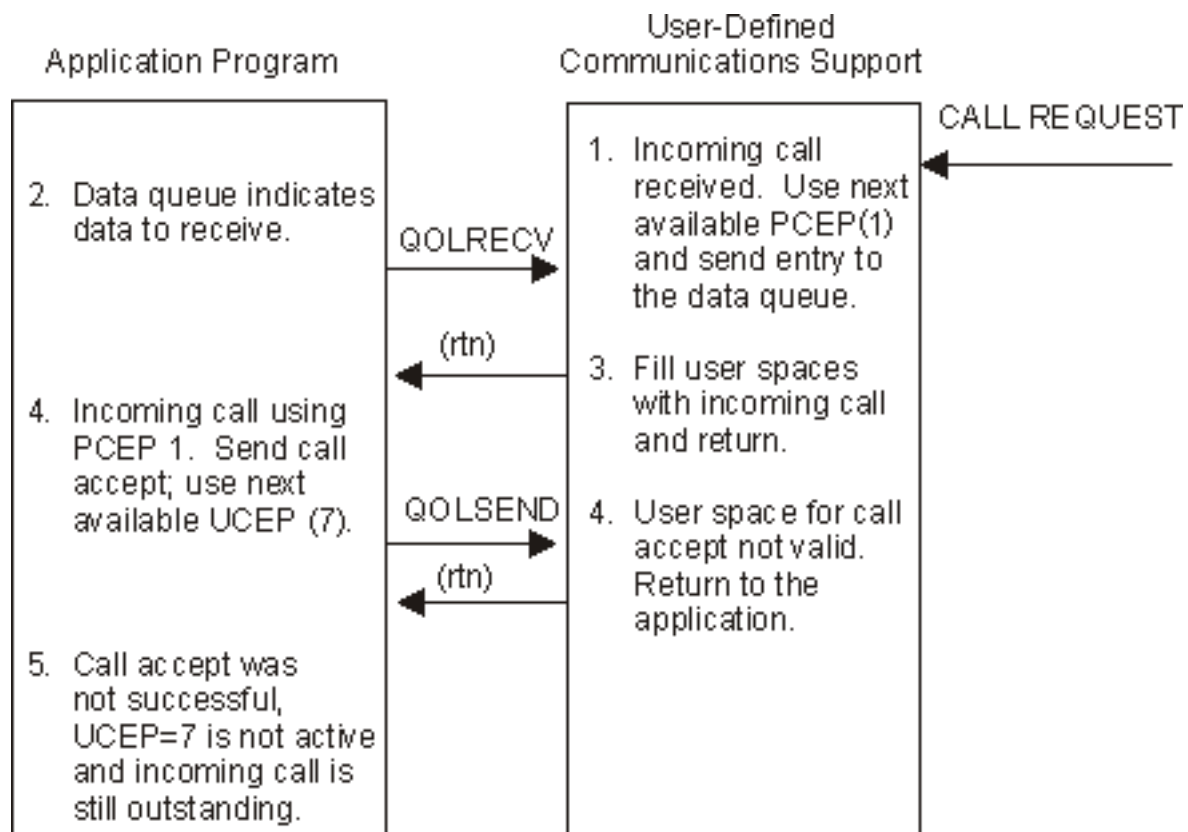 Application Program
User-Defined
Communications Support
CALL REQUEST
1. Incoming call
received. Use next
available PCEP(1)
and send entry to
the data queue.
2. Data queue indicates
data to receive.
QOLRECV
(rtn)
3. Fill user spaces
with incoming call
and return.
4. Incoming call using
PCEP 1. Send call
accept; use next
available UCEP (7).
QOLSEND
(rtn)
4. User space for call
accept not valid.
Return to the
application.
5. Call accept was
not successful,
UCEP=7 is not active
and incoming call is
still outstanding.